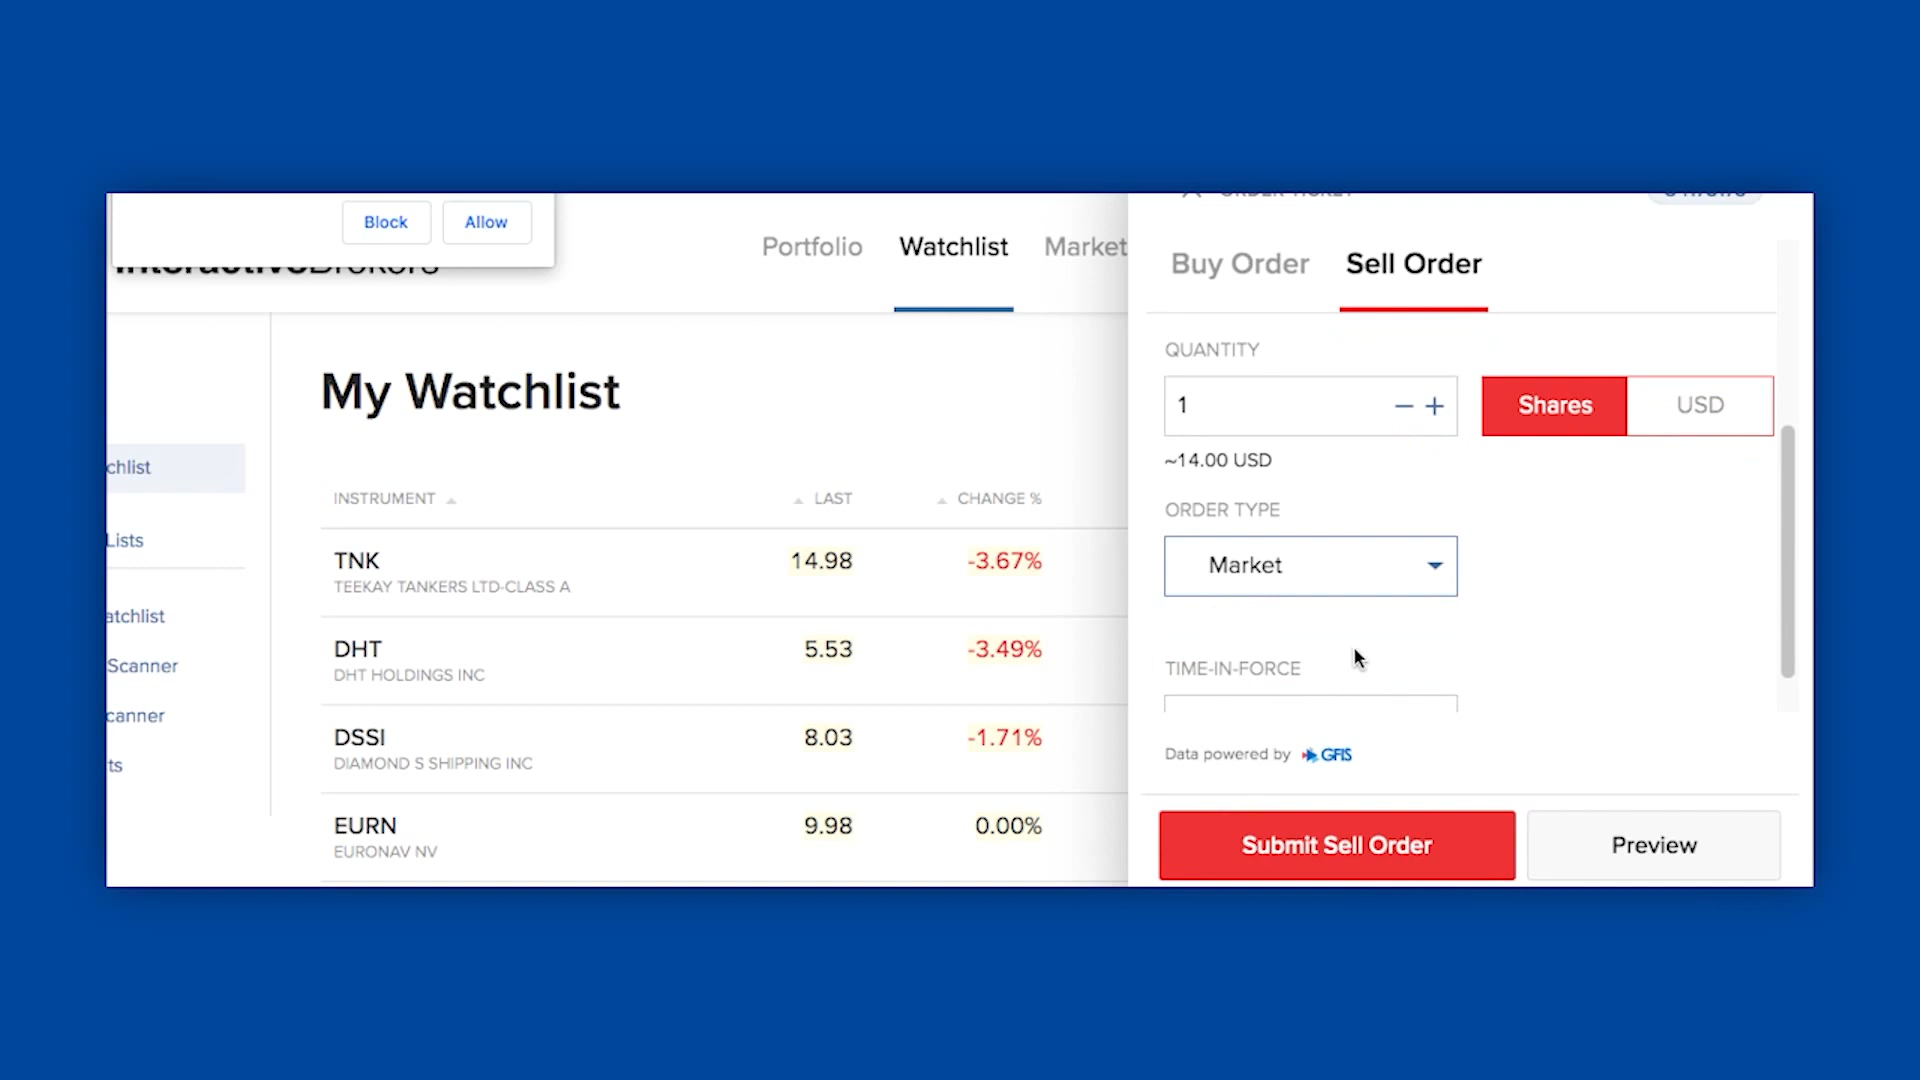 Block Allow
InteractiveBrokers
Portfolio Watchlist Market
ORDER TICKET
Buy Order Sell Order
QUANTITY
1
Shares USD
~14.00 USD
ORDER TYPE
Market
TIME-IN-FORCE
Data powered by GFIS
Submit Sell Order Preview
chlist
Lists
atchlist
Scanner
canner
ts
My Watchlist
INSTRUMENT LAST CHANGE %
TNK 14.98 -3.67%
TEEKAY TANKERS LTD-CLASS A
DHT 5.53 -3.49%
DHT HOLDINGS INC
DSSI 8.03 -1.71%
DIAMOND S SHIPPING INC
EURN 9.98 0.00%
EURONAV NV